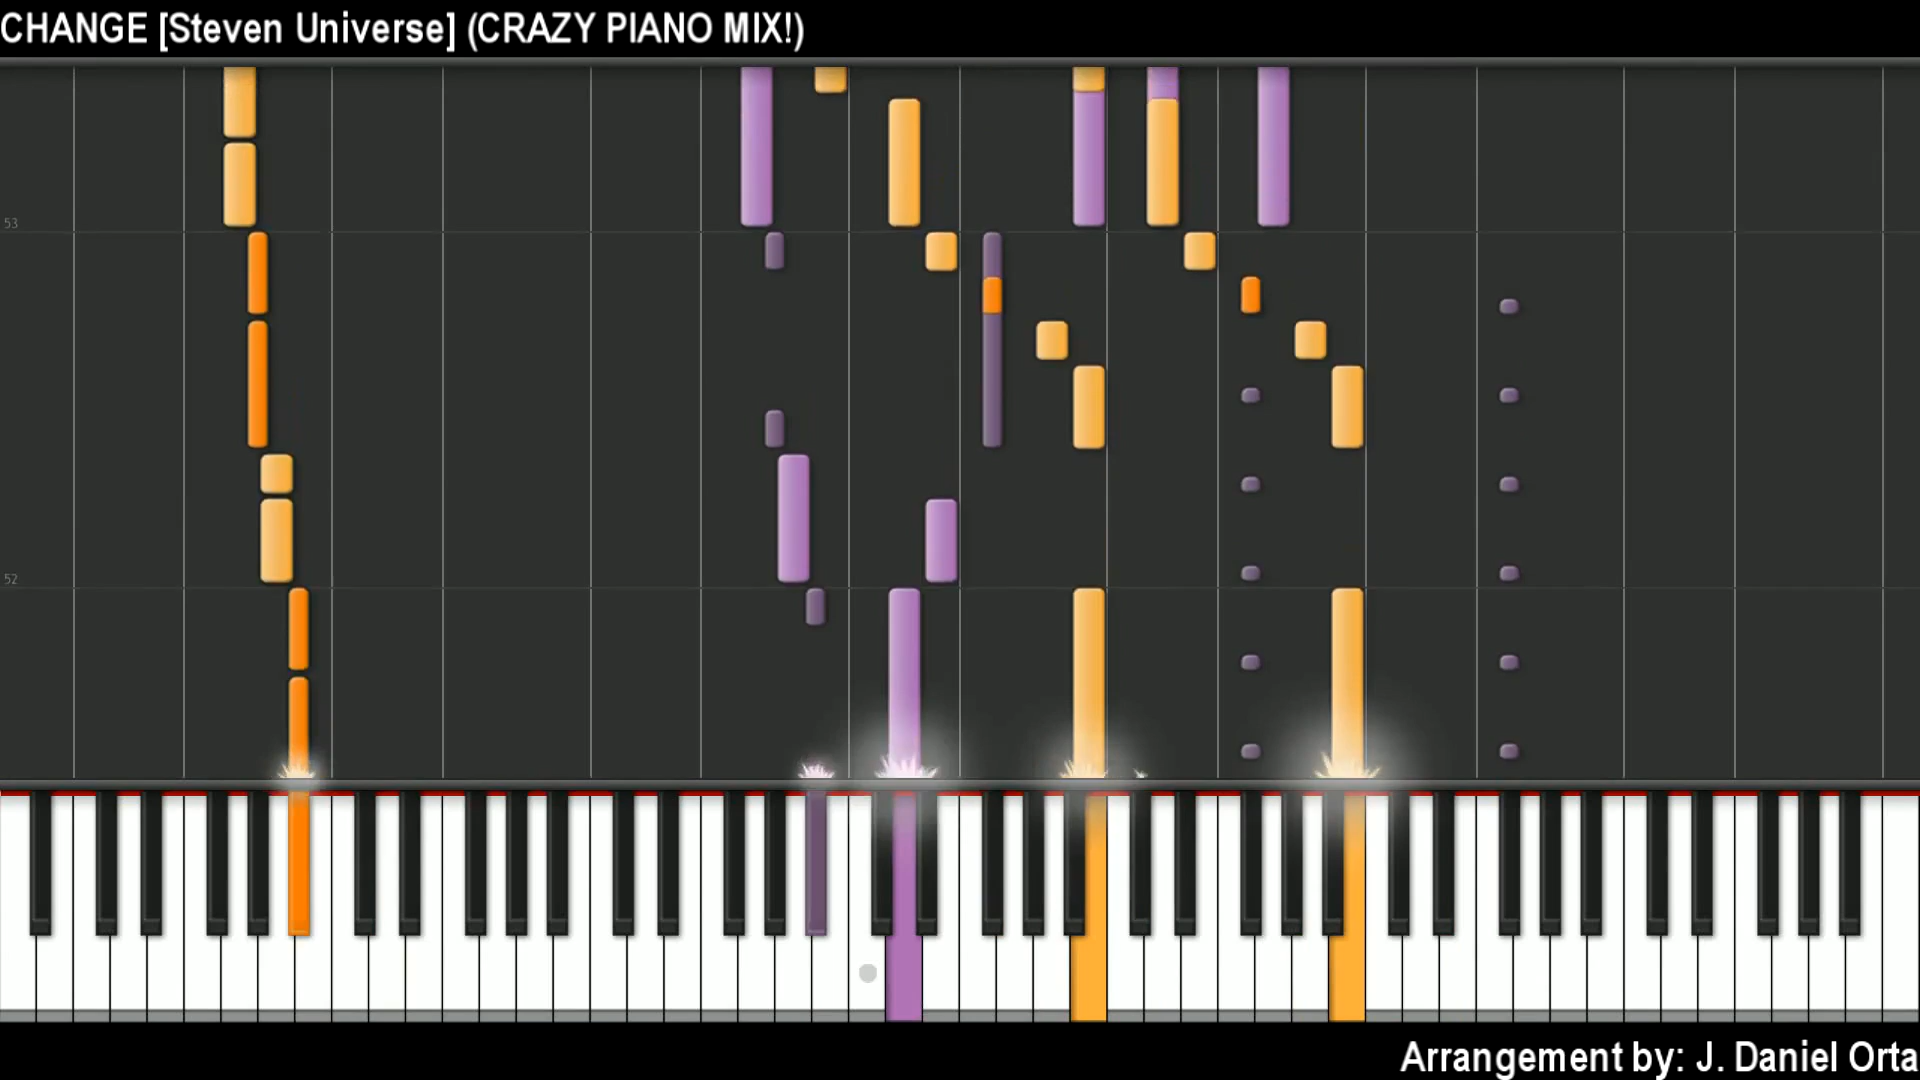 CHANGE [Steven Universe] (CRAZY PIANO MIX!)
53
52
Arrangement by: J. Daniel Orta